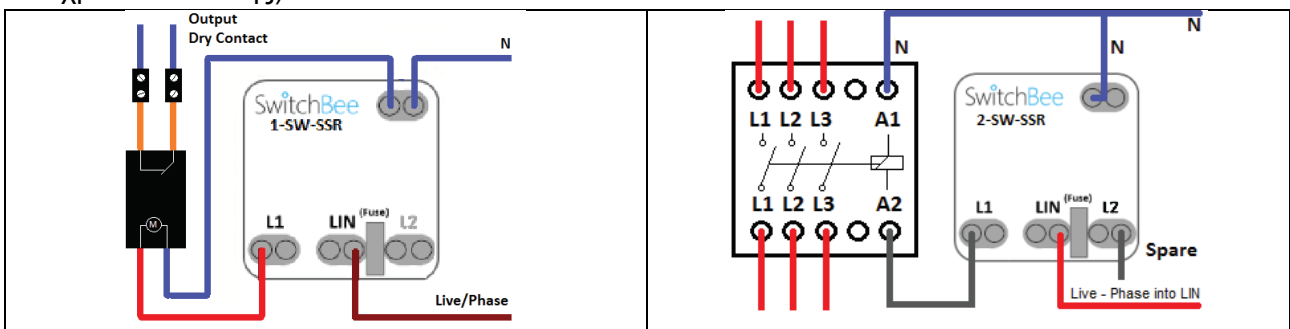 Output
Dry Contact
N
SwitchBee
1-SW-SSR
L1
LIN
(Fuse)
L2
M
Live/Phase
N
N
N
L1 L2 L3 A1
L1 L2 L3 A2
SwitchBee
2-SW-SSR
L1
LIN
(Fuse)
L2
Spare
Live - Phase into LIN